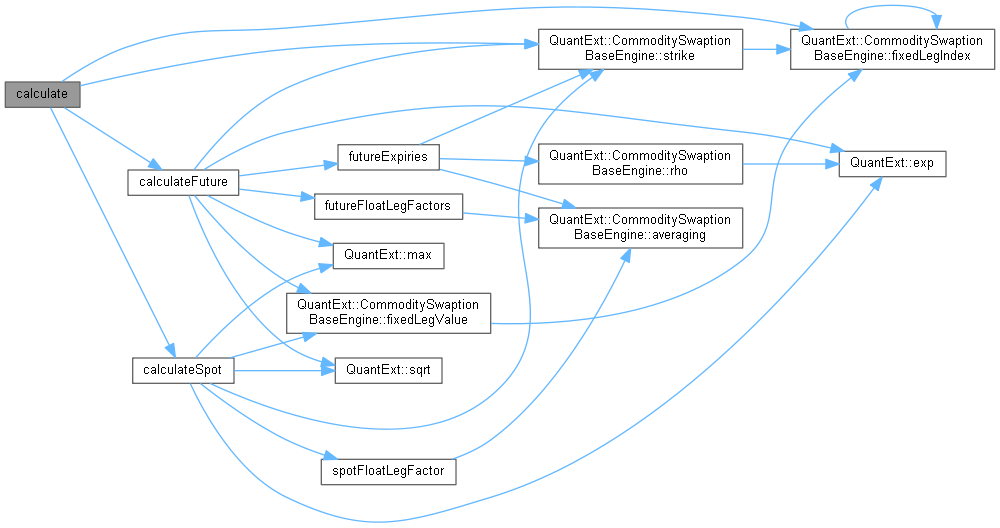 calculate
calculateFuture
calculateSpot
futureExpiries
futureFloatLegFactors
QuantExt::max
QuantExt::CommoditySwaption
BaseEngine::fixedLegValue
QuantExt::sqrt
spotFloatLegFactor
QuantExt::CommoditySwaption
BaseEngine::strike
QuantExt::CommoditySwaption
BaseEngine::rho
QuantExt::CommoditySwaption
BaseEngine::averaging
QuantExt::CommoditySwaption
BaseEngine::fixedLegIndex
QuantExt::exp